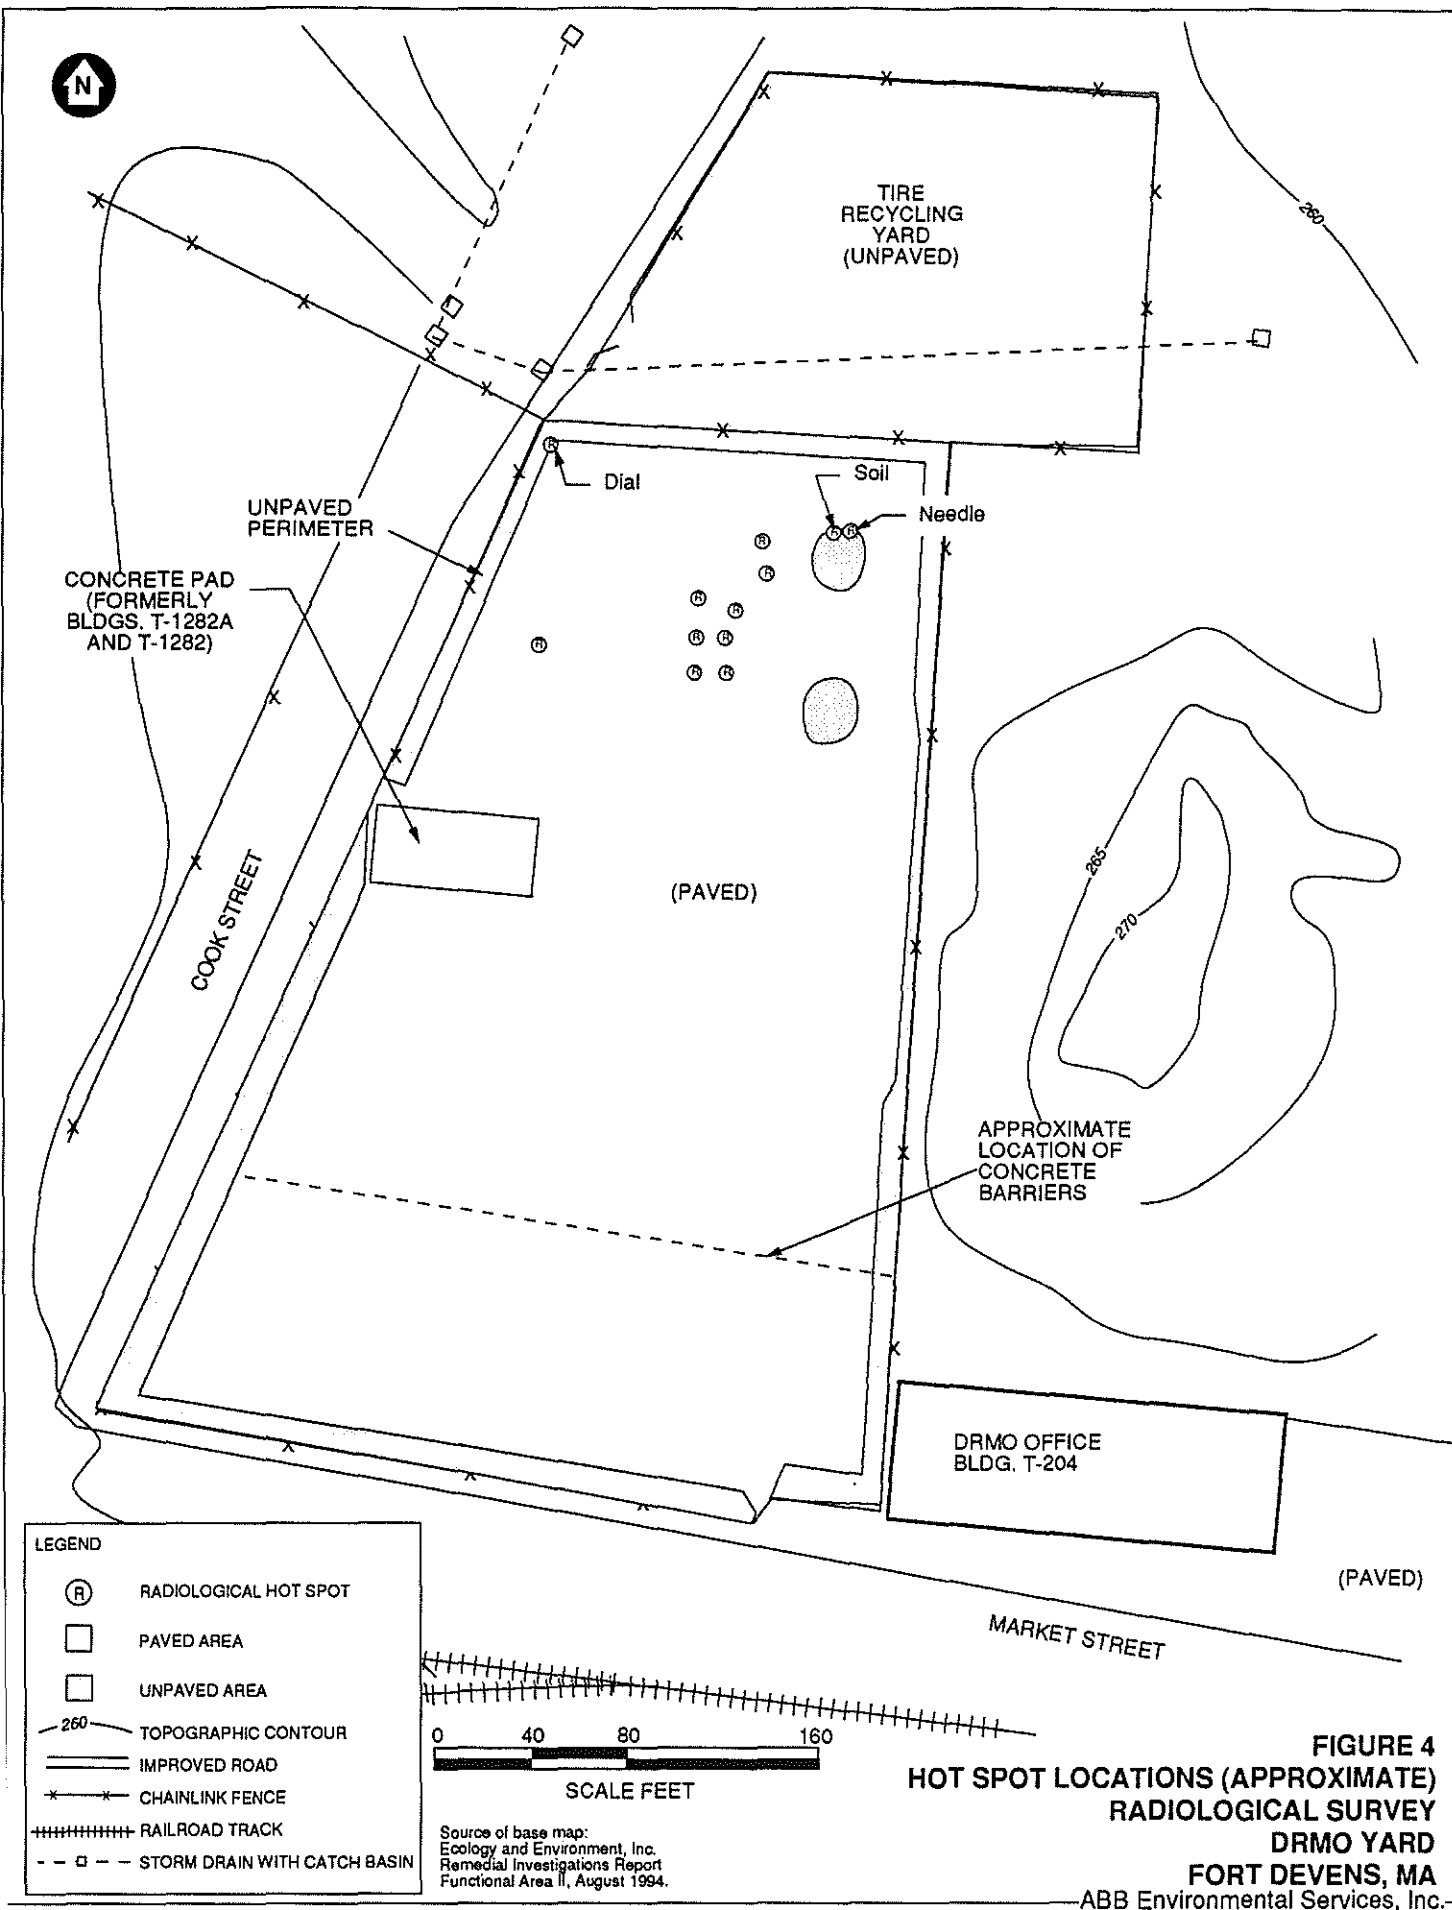 N
TIRE
RECYCLING
YARD
(UNPAVED)
260
Dial
Soil
Needle
R
R
R
R
R
R
R
R
R
R
R
R
UNPAVED
PERIMETER
CONCRETE PAD
(FORMERLY
BLDGS. T-1282A
AND T-1282)
COOK STREET
(PAVED)
265
270
APPROXIMATE
LOCATION OF
CONCRETE
BARRIERS
DRMO OFFICE
BLDG. T-204
(PAVED)
MARKET STREET
LEGEND
R RADIOLOGICAL HOT SPOT
PAVED AREA
UNPAVED AREA
260 TOPOGRAPHIC CONTOUR
IMPROVED ROAD
CHAINLINK FENCE
RAILROAD TRACK
STORM DRAIN WITH CATCH BASIN
0 40 80 160
SCALE FEET
Source of base map:
Ecology and Environment, Inc.
Remedial Investigations Report
Functional Area II, August 1994.
FIGURE 4
HOT SPOT LOCATIONS (APPROXIMATE)
RADIOLOGICAL SURVEY
DRMO YARD
FORT DEVENS, MA
ABB Environmental Services, Inc.